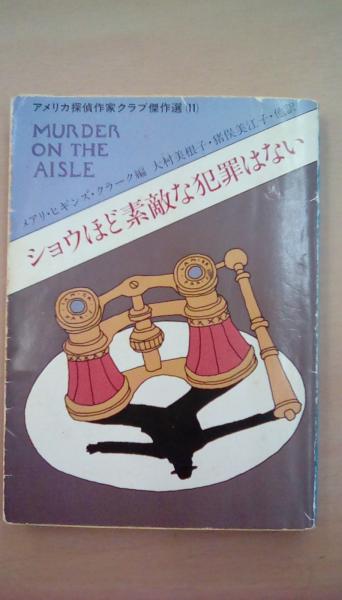 アメリカ探偵作家クラブ傑作選(11)
MURDER
ON THE
AISLE
メアリ・ヒギンズ・クラーク編 大村美根子・猪俣美江子・他訳
ショウほど素敵な犯罪はない